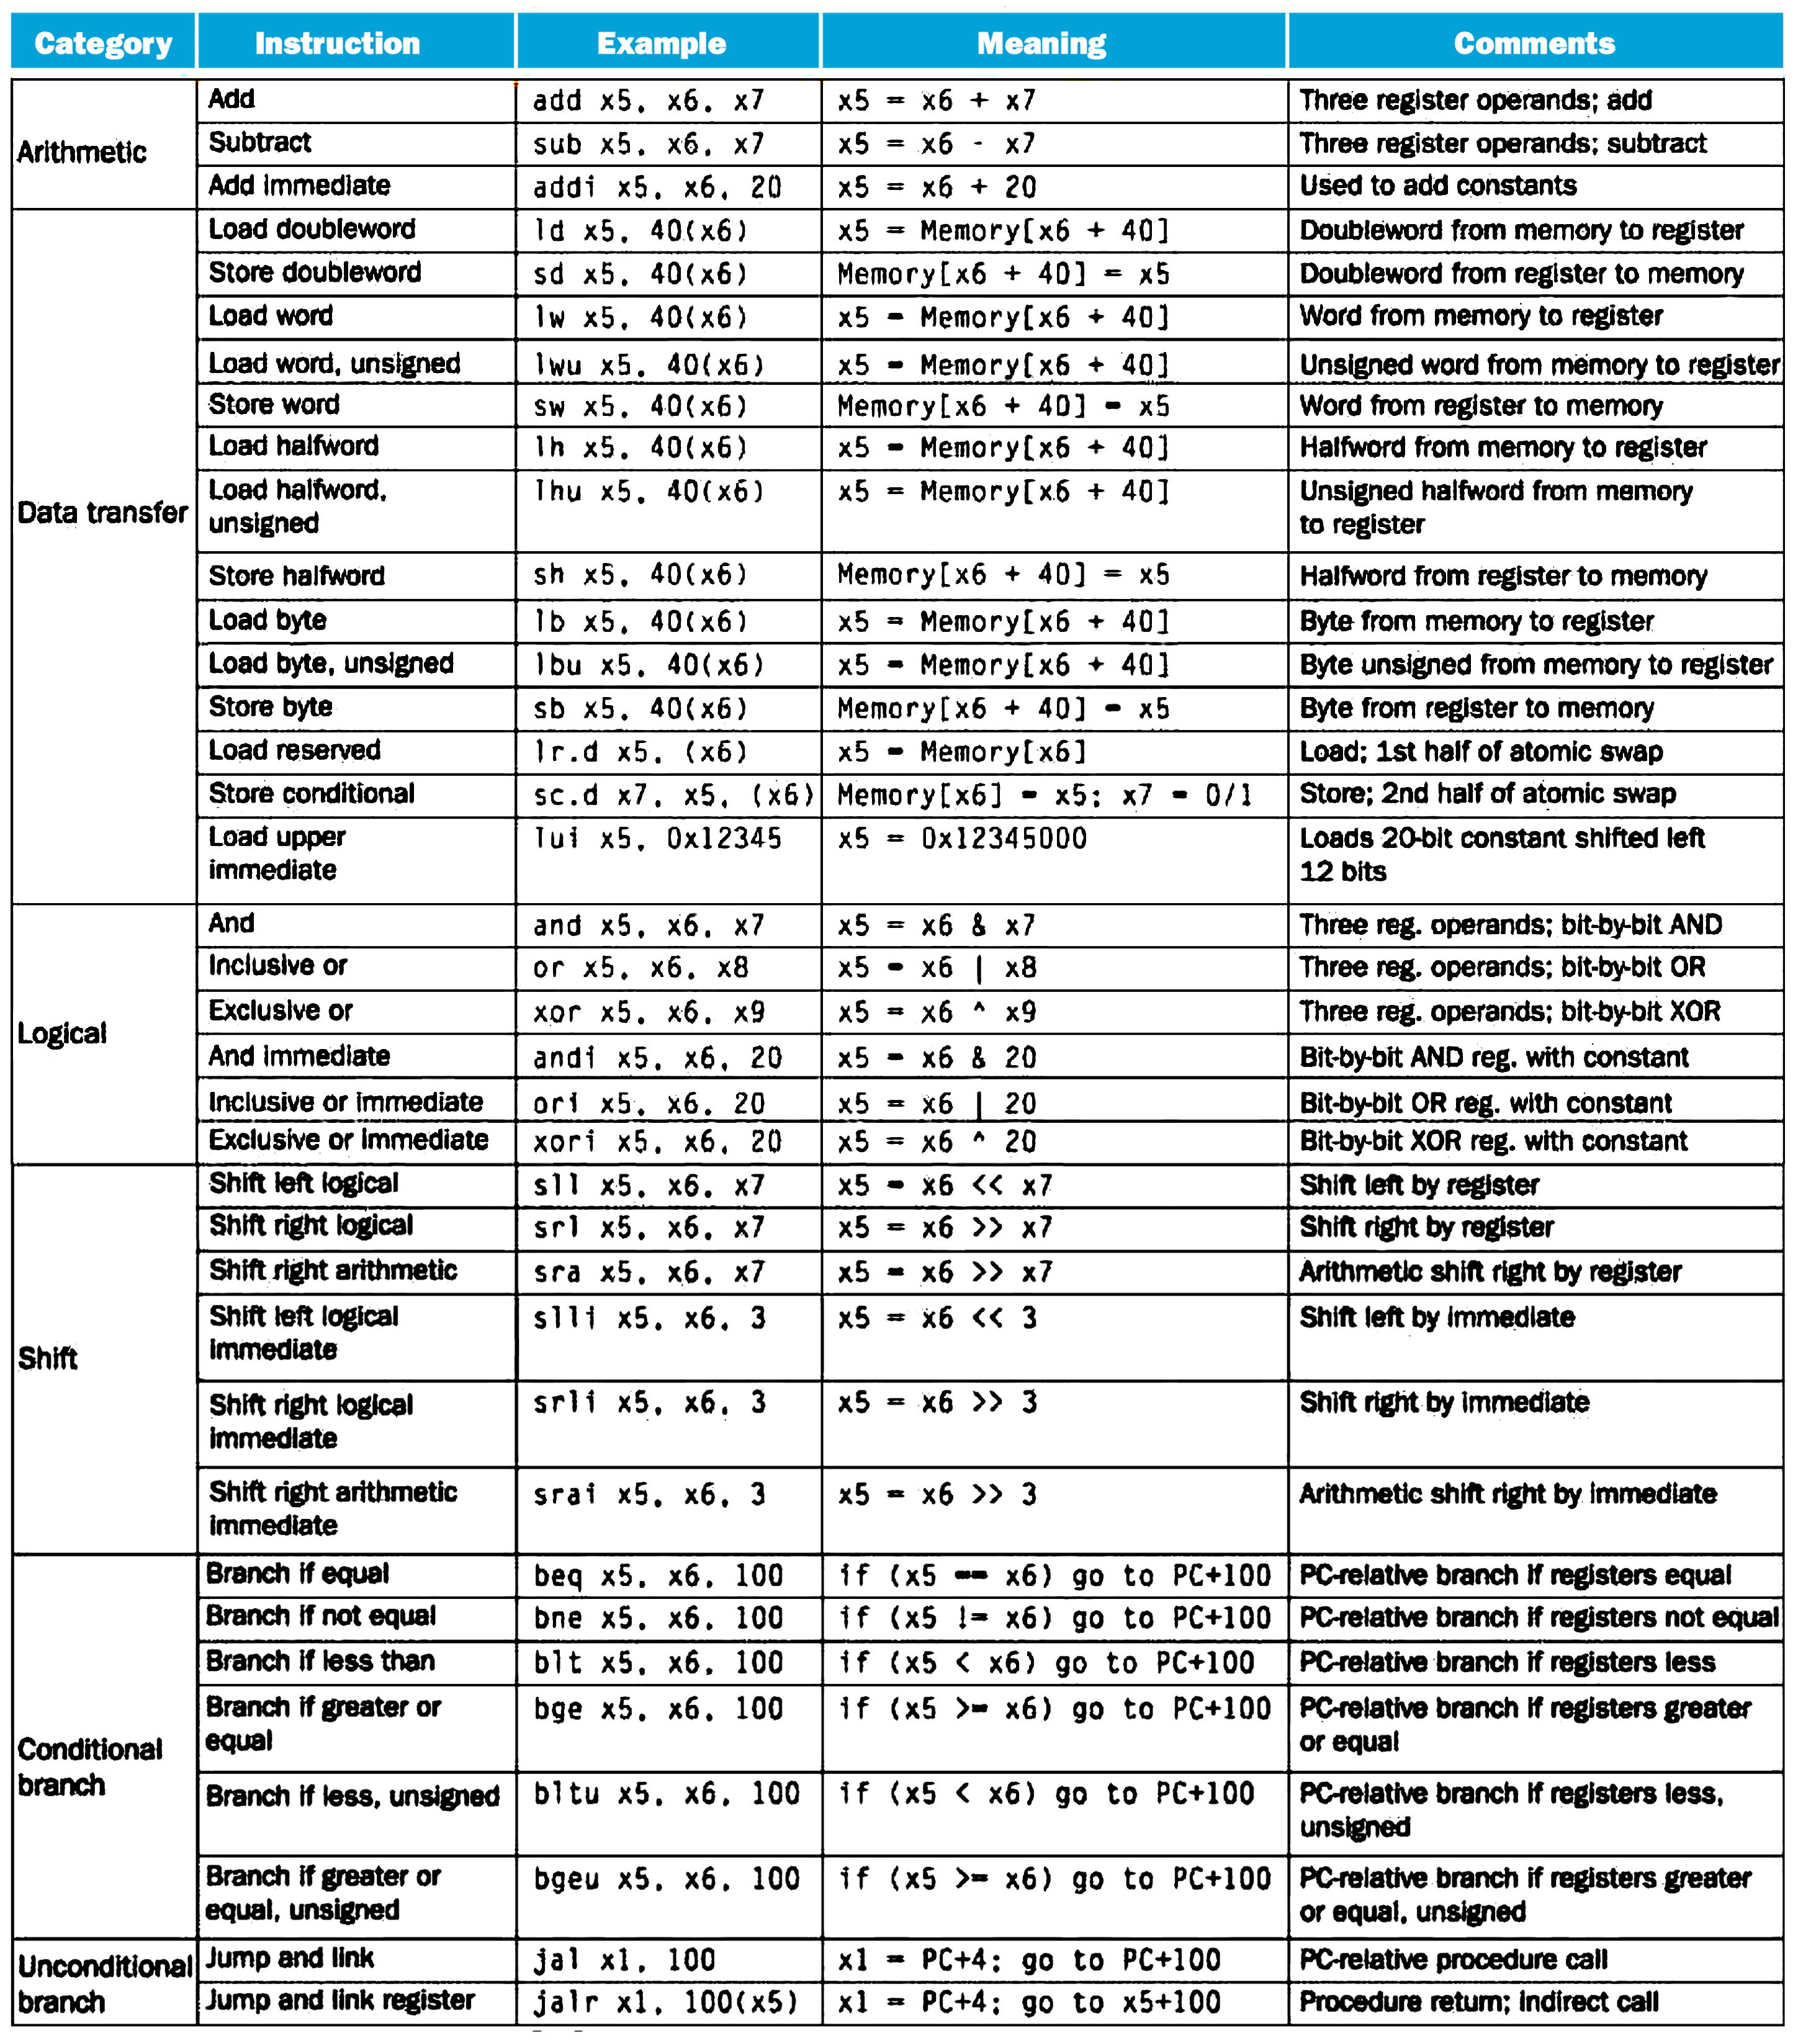 Category Instruction Example Meaning Comments
Arithmetic
Add add x5, x6, x7 x5 = x6 + x7 Three register operands; add
Subtract sub x5, x6, x7 x5 = x6 - x7 Three register operands; subtract
Add immediate addi x5, x6, 20 x5 = x6 + 20 Used to add constants
Data transfer
Load doubleword ld x5, 40(x6) x5 = Memory[x6 + 40] Doubleword from memory to register
Store doubleword sd x5, 40(x6) Memory[x6 + 40] = x5 Doubleword from register to memory
Load word lw x5, 40(x6) x5 = Memory[x6 + 40] Word from memory to register
Load word, unsigned lwu x5, 40(x6) x5 = Memory[x6 + 40] Unsigned word from memory to register
Store word sw x5, 40(x6) Memory[x6 + 40] = x5 Word from register to memory
Load halfword lh x5, 40(x6) x5 = Memory[x6 + 40] Halfword from memory to register
Load halfword, lhu x5, 40(x6) x5 = Memory[x6 + 40] Unsigned halfword from memory
unsigned to register
Store halfword sh x5, 40(x6) Memory[x6 + 40] = x5 Halfword from register to memory
Load byte lb x5, 40(x6) x5 = Memory[x6 + 40] Byte from memory to register
Load byte, unsigned lbu x5, 40(x6) x5 = Memory[x6 + 40] Byte unsigned from memory to register
Store byte sb x5, 40(x6) Memory[x6 + 40] = x5 Byte from register to memory
Load reserved lr.d x5, (x6) x5 = Memory[x6] Load; 1st half of atomic swap
Store conditional sc.d x7, x5, (x6) Memory[x6] = x5; x7 = 0/1 Store; 2nd half of atomic swap
Load upper lui x5, 0x12345 x5 = 0x12345000 Loads 20-bit constant shifted left
immediate 12 bits
Logical
And and x5, x6, x7 x5 = x6 & x7 Three reg. operands; bit-by-bit AND
Inclusive or or x5, x6, x8 x5 = x6 | x8 Three reg. operands; bit-by-bit OR
Exclusive or xor x5, x6, x9 x5 = x6 ^ x9 Three reg. operands; bit-by-bit XOR
And immediate andi x5, x6, 20 x5 = x6 & 20 Bit-by-bit AND reg. with constant
Inclusive or immediate ori x5, x6, 20 x5 = x6 | 20 Bit-by-bit OR reg. with constant
Exclusive or immediate xori x5, x6, 20 x5 = x6 ^ 20 Bit-by-bit XOR reg. with constant
Shift
Shift left logical sll x5, x6, x7 x5 = x6 << x7 Shift left by register
Shift right logical srl x5, x6, x7 x5 = x6 >> x7 Shift right by register
Shift right arithmetic sra x5, x6, x7 x5 = x6 >> x7 Arithmetic shift right by register
Shift left logical slli x5, x6, 3 x5 = x6 << 3 Shift left by immediate
immediate
Shift right logical srli x5, x6, 3 x5 = x6 >> 3 Shift right by immediate
immediate
Shift right arithmetic srai x5, x6, 3 x5 = x6 >> 3 Arithmetic shift right by immediate
immediate
Conditional
branch
Branch if equal beq x5, x6, 100 if (x5 == x6) go to PC+100 PC-relative branch if registers equal
Branch if not equal bne x5, x6, 100 if (x5 != x6) go to PC+100 PC-relative branch if registers not equal
Branch if less than blt x5, x6, 100 if (x5 < x6) go to PC+100 PC-relative branch if registers less
Branch if greater or bge x5, x6, 100 if (x5 >= x6) go to PC+100 PC-relative branch if registers greater
equal or equal
Branch if less, unsigned bltu x5, x6, 100 if (x5 < x6) go to PC+100 PC-relative branch if registers less,
unsigned
Branch if greater or bgeu x5, x6, 100 if (x5 >= x6) go to PC+100 PC-relative branch if registers greater
equal, unsigned or equal, unsigned
Unconditional
branch
Jump and link jal x1, 100 x1 = PC+4; go to PC+100 PC-relative procedure call
Jump and link register jalr x1, 100(x5) x1 = PC+4; go to x5+100 Procedure return; indirect call